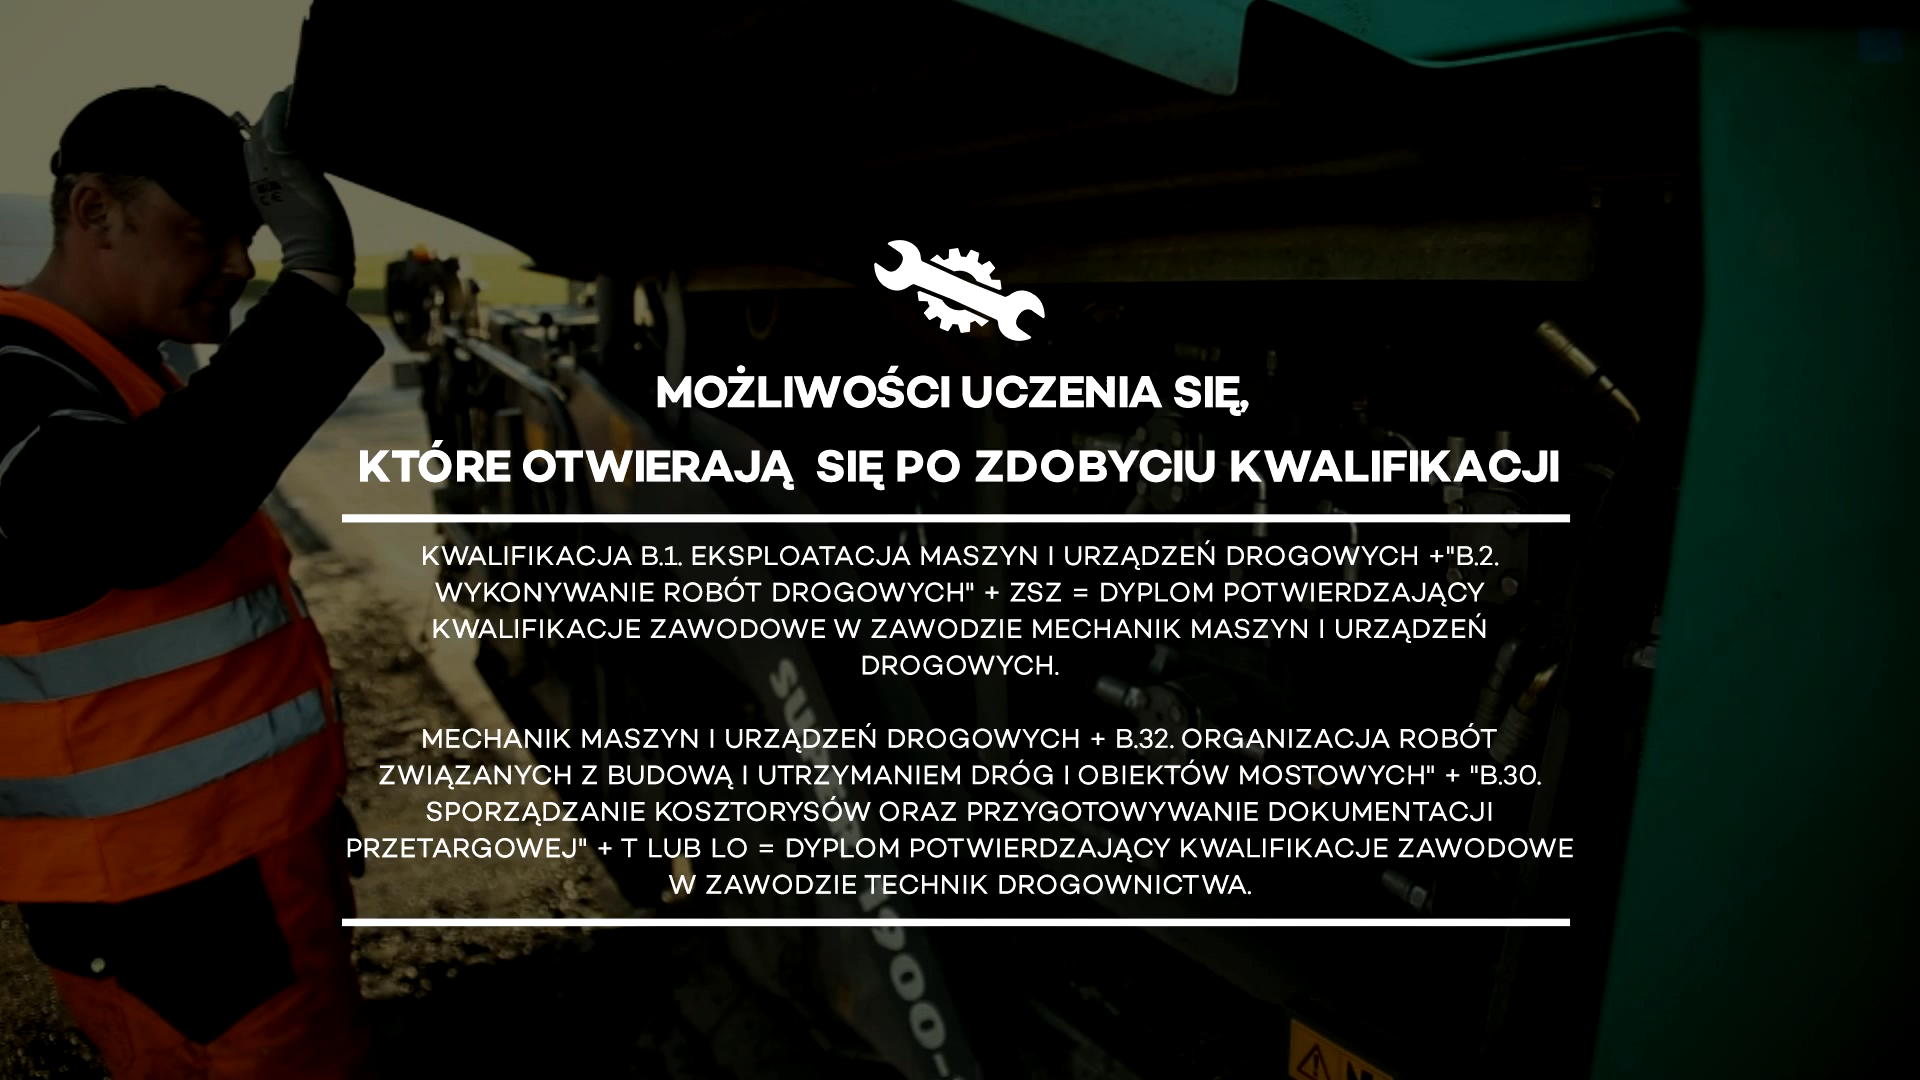 MOŻLIWOŚCI UCZENIA SIĘ,
KTÓRE OTWIERAJĄ SIĘ PO ZDOBYCIU KWALIFIKACJI
KWALIFIKACJA B.1. EKSPLOATACJA MASZYN I URZĄDZEŃ DROGOWYCH +"B.2.
WYKONYWANIE ROBÓT DROGOWYCH" + ZSZ = DYPLOM POTWIERDZAJĄCY
KWALIFIKACJE ZAWODOWE W ZAWODZIE MECHANIK MASZYN I URZĄDZEŃ
DROGOWYCH.
MECHANIK MASZYN I URZĄDZEŃ DROGOWYCH + B.32. ORGANIZACJA ROBÓT
ZWIĄZANYCH Z BUDOWĄ I UTRZYMANIEM DRÓG I OBIEKTÓW MOSTOWYCH" + "B.30.
SPORZĄDZANIE KOSZTORYSÓW ORAZ PRZYGOTOWYWANIE DOKUMENTACJI
PRZETARGOWEJ" + T LUB LO = DYPLOM POTWIERDZAJĄCY KWALIFIKACJE ZAWODOWE
W ZAWODZIE TECHNIK DROGOWNICTWA.